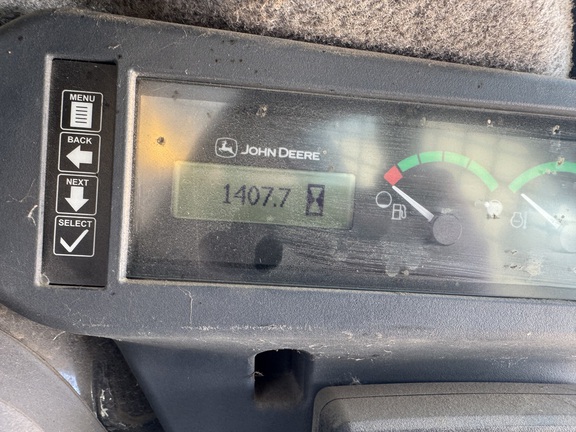 MENU
BACK
NEXT
SELECT
JOHN DEERE
1407.7